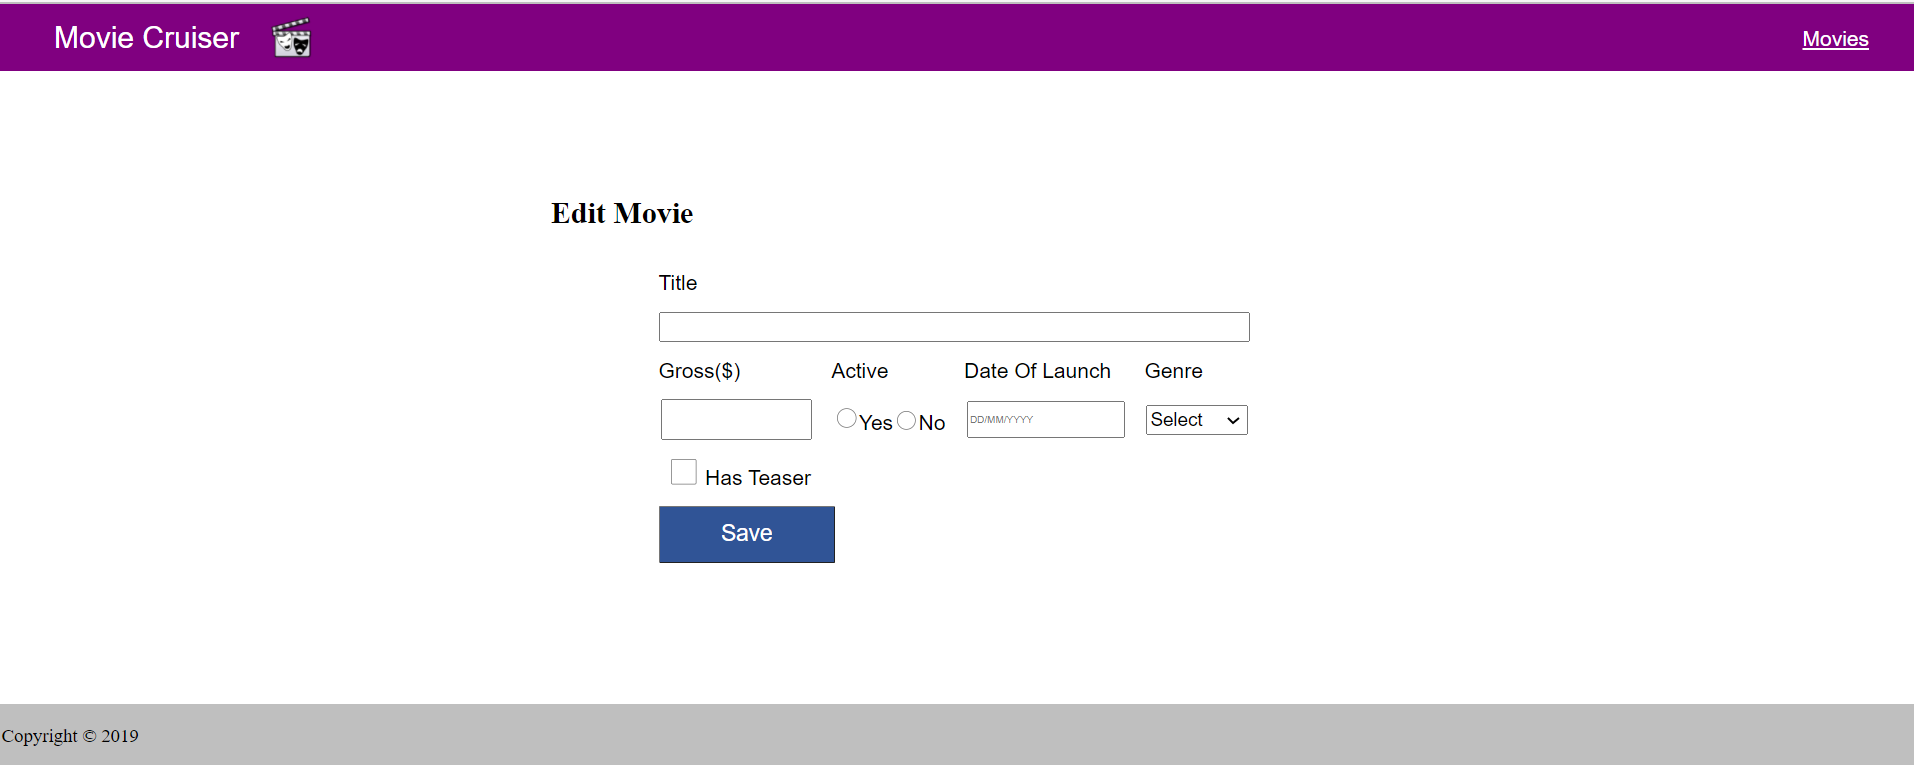 Movie Cruiser
Movies
Edit Movie
Title
Gross($) Active Date Of Launch Genre
Yes No DD/MM/YYYY Select
Has Teaser
Save
Copyright © 2019